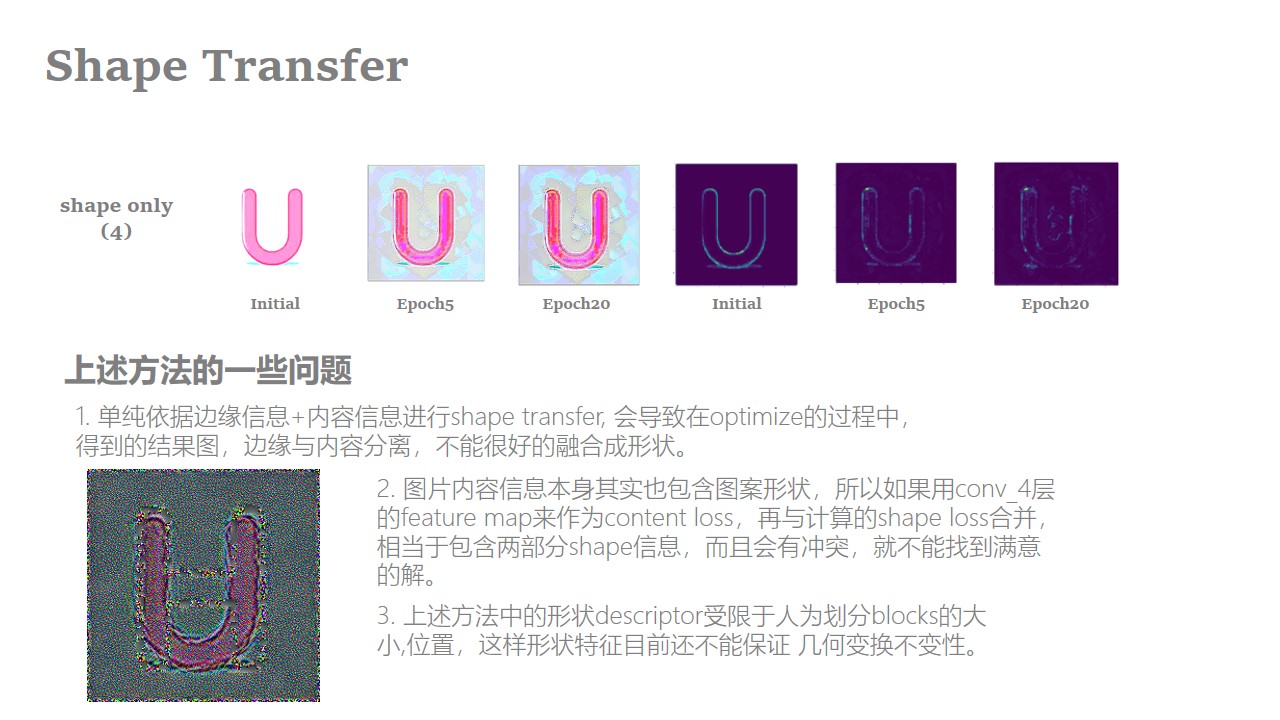 Shape Transfer
shape only
(4)
Initial
Epoch5
Epoch20
Initial
Epoch5
Epoch20
上述方法的一些问题
1. 单纯依据边缘信息+内容信息进行shape transfer, 会导致在optimize的过程中，
得到的结果图，边缘与内容分离，不能很好的融合成形状。
2. 图片内容信息本身其实也包含图案形状，所以如果用conv_4层
的feature map来作为content loss，再与计算的shape loss合并，
相当于包含两部分shape信息，而且会有冲突，就不能找到满意
的解。
3. 上述方法中的形状descriptor受限于人为划分blocks的大
小,位置，这样形状特征目前还不能保证 几何变换不变性。